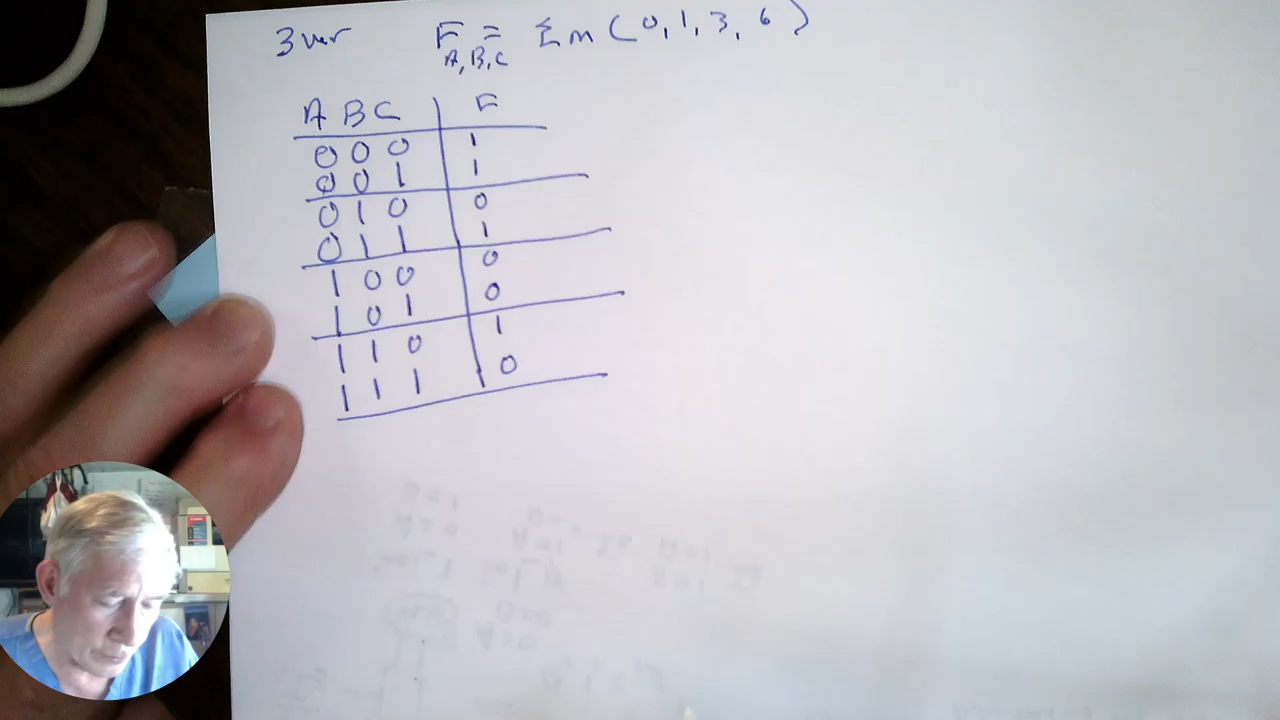 3 var F A,B,C = Σm (0,1,3,6)
A B C F
0 0 0 1
0 0 1 1
0 1 0 0
0 1 1 1
1 0 0 0
1 0 1 0
1 1 0 1
1 1 1 0